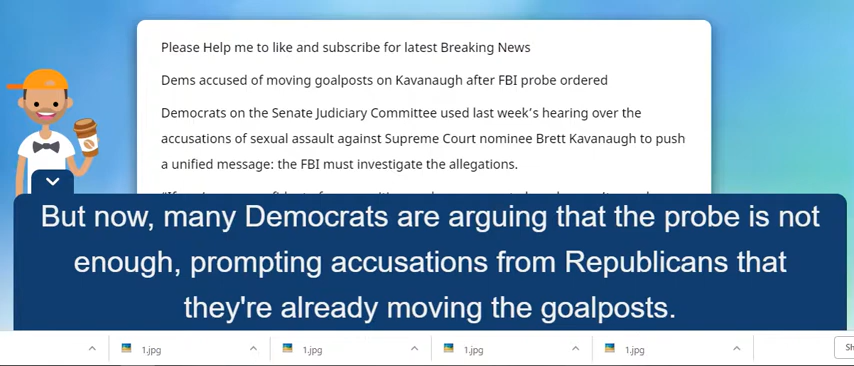 Please Help me to like and subscribe for latest Breaking News
Dems accused of moving goalposts on Kavanaugh after FBI probe ordered
Democrats on the Senate Judiciary Committee used last week's hearing over the
accusations of sexual assault against Supreme Court nominee Brett Kavanaugh to push
a unified message: the FBI must investigate the allegations.
But now, many Democrats are arguing that the probe is not
enough, prompting accusations from Republicans that
they're already moving the goalposts.
1.jpg
1.jpg
1.jpg
1.jpg
Sh